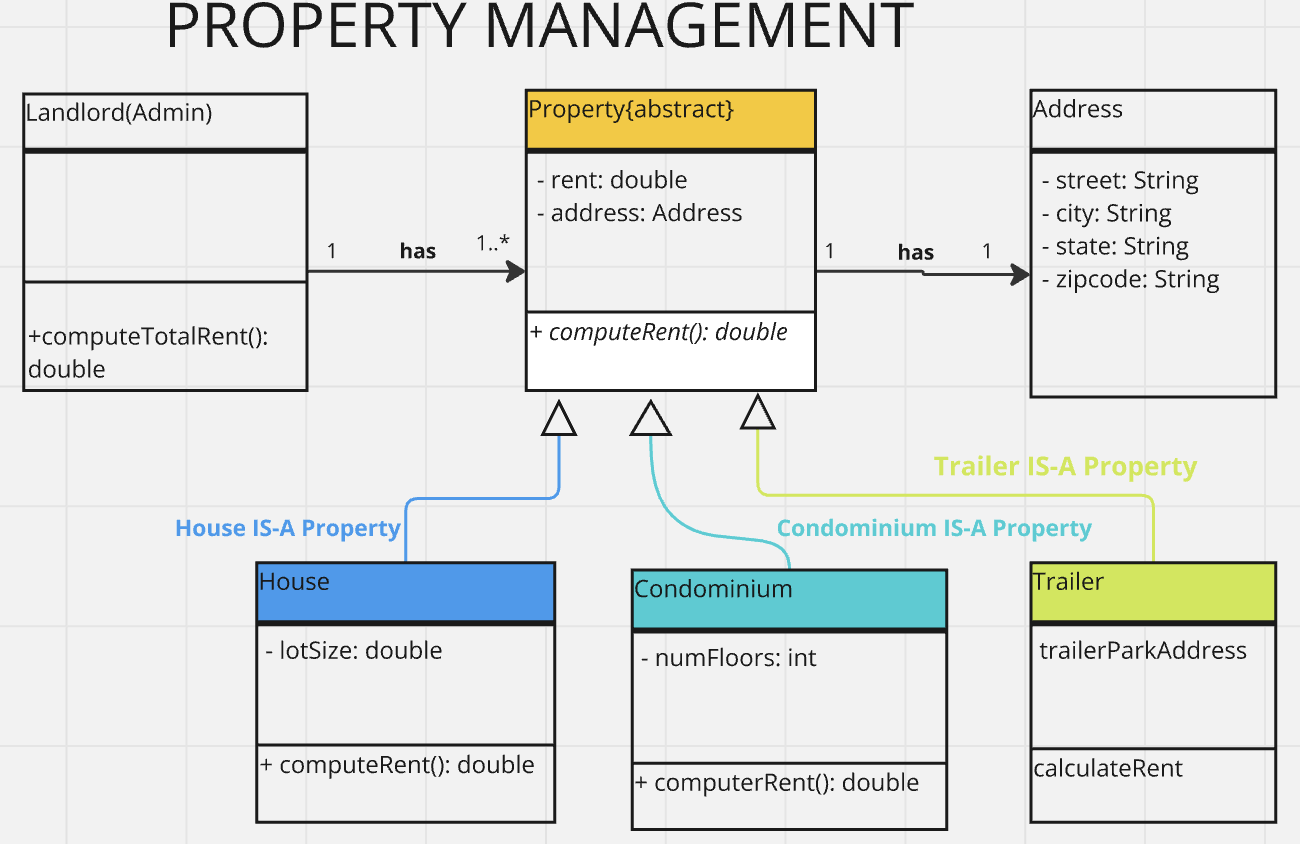 PROPERTY MANAGEMENT
Landlord(Admin)
+computeTotalRent():
double
1
has
1..*
Property{abstract}
- rent: double
- address: Address
+ computeRent(): double
1
has
1
Address
- street: String
- city: String
- state: String
- zipcode: String
Trailer IS-A Property
House IS-A Property
Condominium IS-A Property
House
- lotSize: double
+ computeRent(): double
Condominium
- numFloors: int
+ computerRent(): double
Trailer
trailerParkAddress
calculateRent